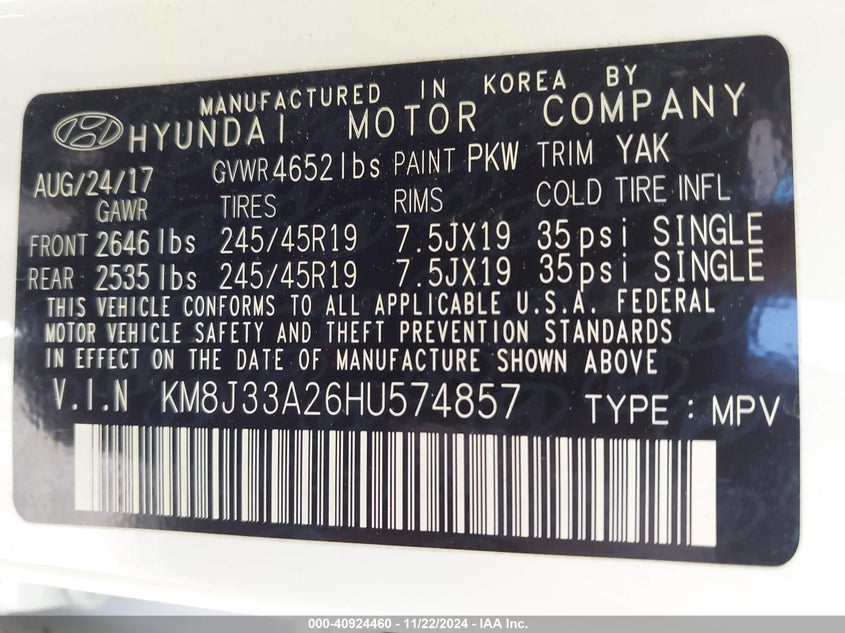 MANUFACTURED IN KOREA BY
HYUNDAI MOTOR COMPANY
AUG/24/17 GVWR 4652 lbs PAINT PKW TRIM YAK
GAWR TIRES RIMS COLD TIRE INFL
FRONT 2646 lbs 245/45R19 7.5JX19 35psi SINGLE
REAR 2535 lbs 245/45R19 7.5JX19 35psi SINGLE
THIS VEHICLE CONFORMS TO ALL APPLICABLE U.S.A. FEDERAL
MOTOR VEHICLE SAFETY AND THEFT PREVENTION STANDARDS
IN EFFECT ON THE DATE OF MANUFACTURE SHOWN ABOVE
V.I.N KM8J33A26HU574857 TYPE : MPV
000-40924460 - 11/22/2024 - IAA Inc.